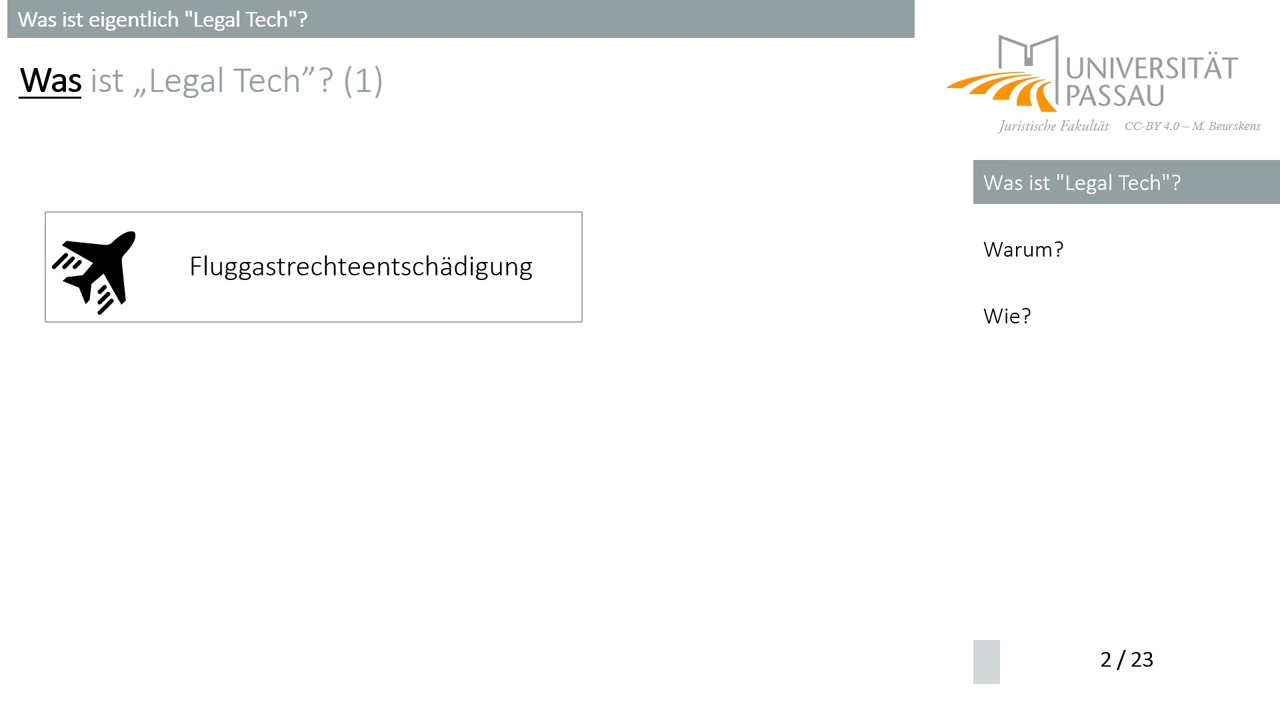 Was ist eigentlich "Legal Tech"?
Was ist „Legal Tech”? (1)
UNIVERSITÄT
PASSAU
Juristische Fakultät CC-BY 4.0 – M. Beurskens
Was ist "Legal Tech"?
Warum?
Wie?
Fluggastrechteentschädigung
2 / 23